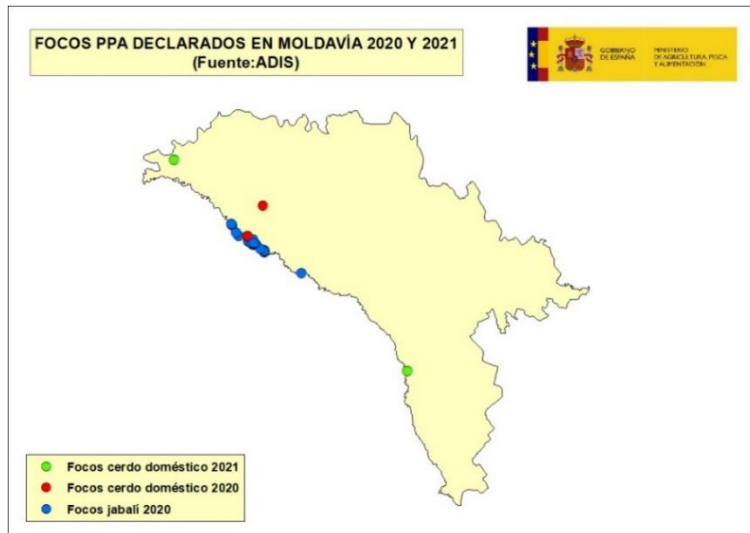 FOCOS PPA DECLARADOS EN MOLDAVÍA 2020 Y 2021
(Fuente:ADIS)
GOBIERNO
DE ESPAÑA
MINISTERIO
DE AGRICULTURA, PESCA
Y ALIMENTACIÓN
Focos cerdo doméstico 2021
Focos cerdo doméstico 2020
Focos jabalí 2020